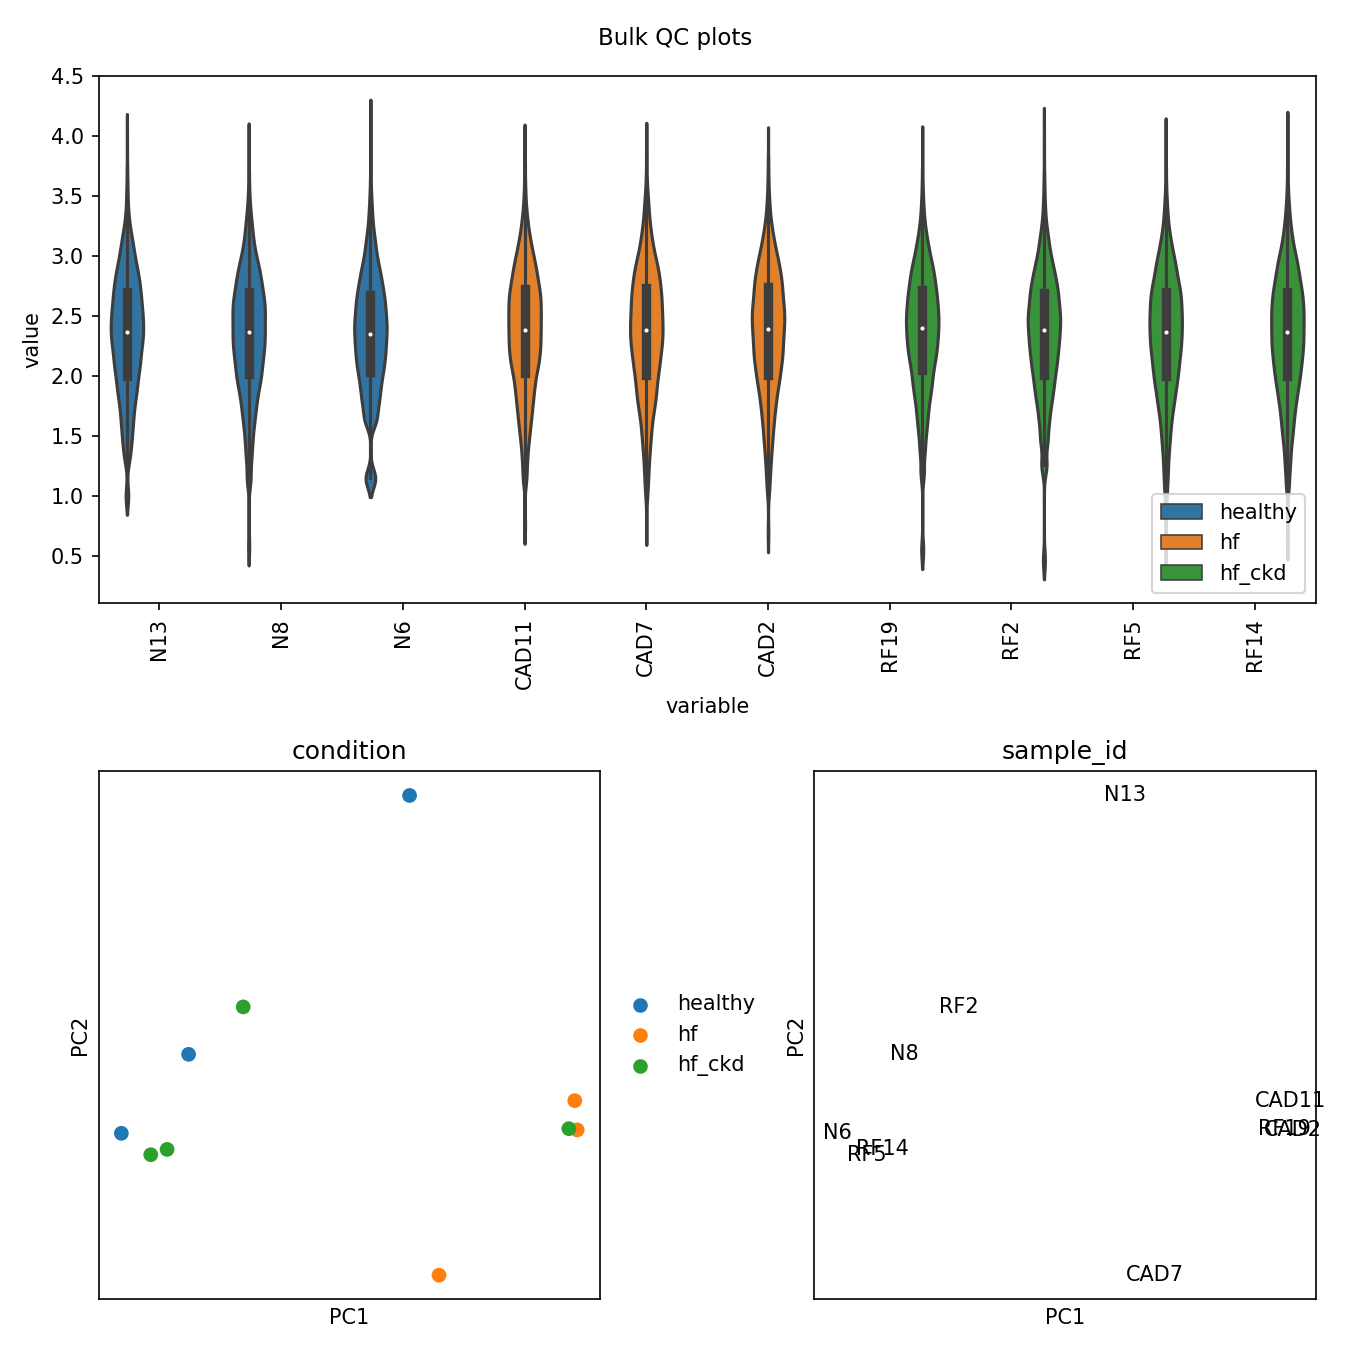 Bulk QC plots
4.5
4.0
3.5
3.0
2.5
2.0
1.5
1.0
0.5
value
healthy
hf
hf_ckd
N13
N8
N6
CAD11
CAD7
CAD2
RF19
RF2
RF5
RF14
variable
condition
PC2
PC1
healthy
hf
hf_ckd
sample_id
N13
RF2
N8
CAD11
RF19
CAD2
N6
RF14
RF5
CAD7
PC2
PC1